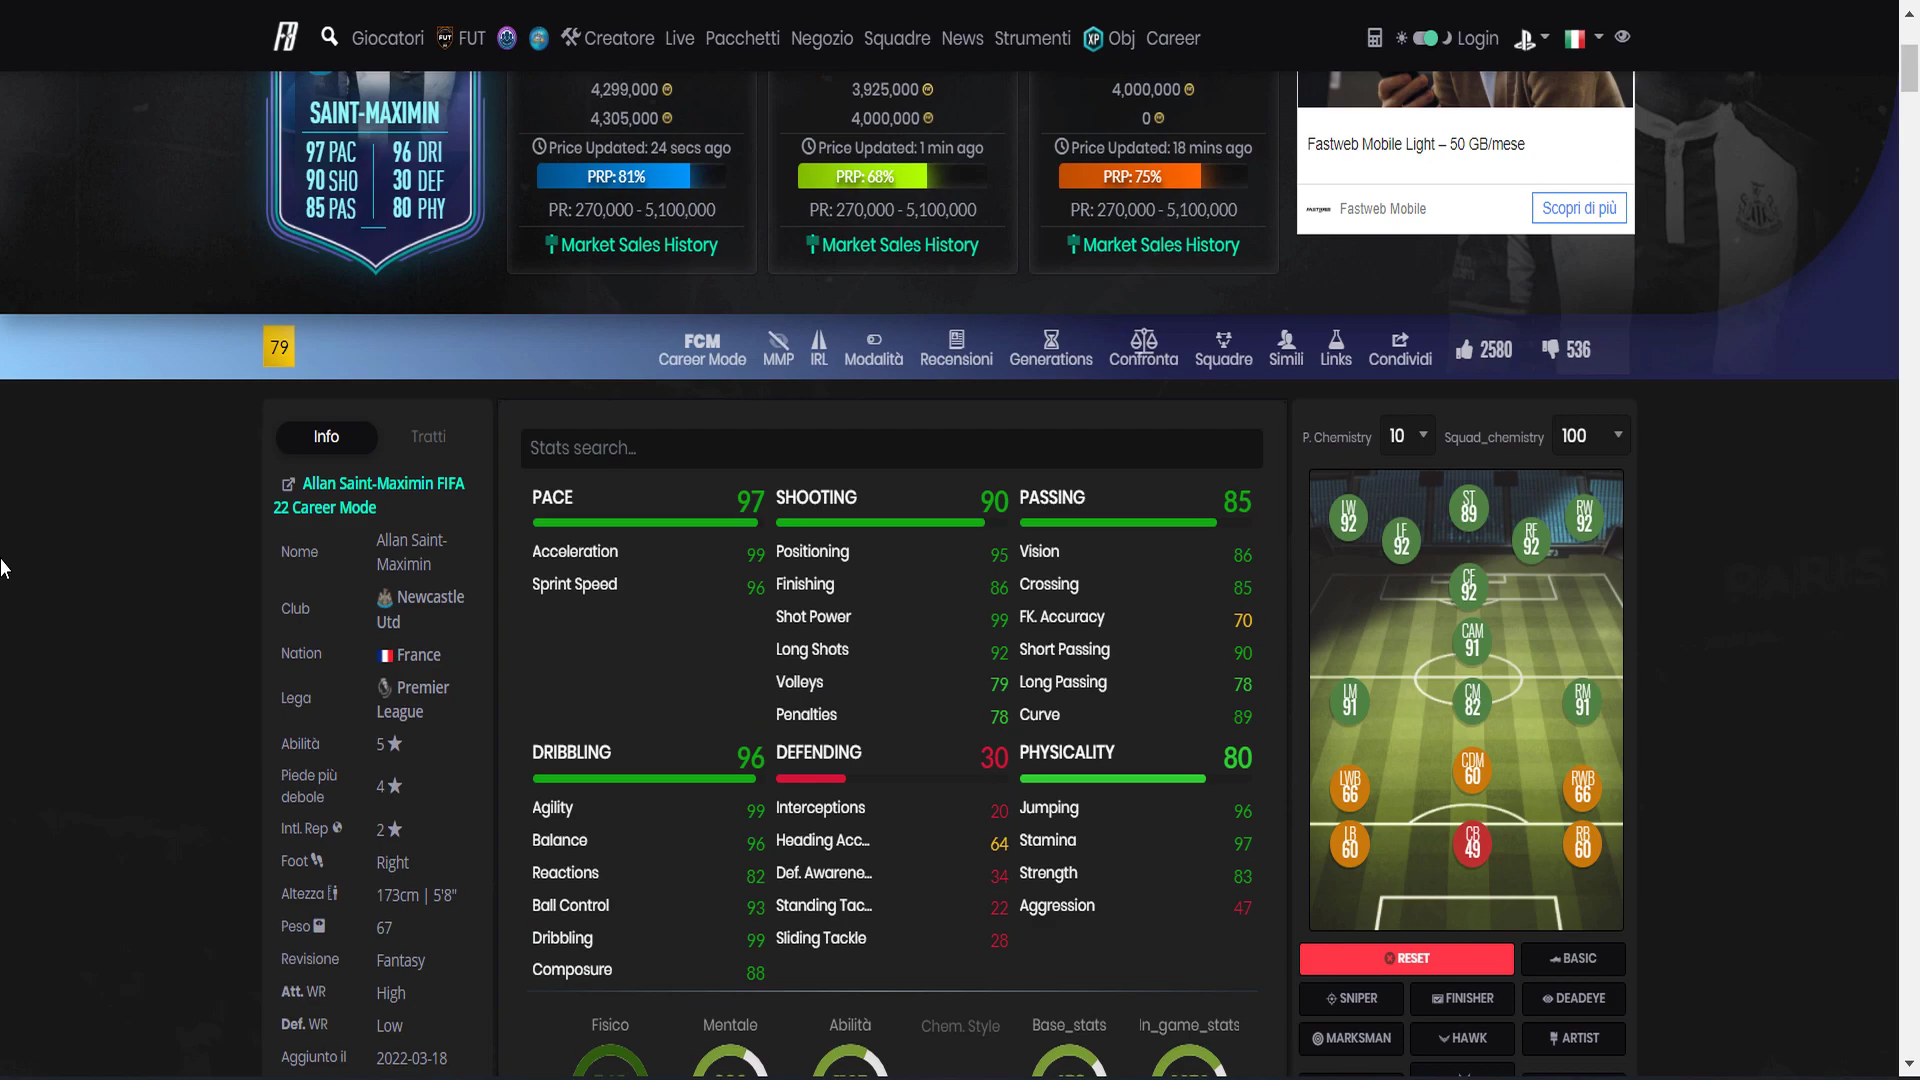 Giocatori FUT Creatore Live Pacchetti Negozio Squadre News Strumenti XP Obj Career Login
SAINT-MAXIMIN
97 PAC 96 DRI
90 SHO 30 DEF
85 PAS 80 PHY
4,299,000
4,305,000
Price Updated: 24 secs ago
PRP: 81%
PR: 270,000 - 5,100,000
Market Sales History
3,925,000
4,000,000
Price Updated: 1 min ago
PRP: 68%
PR: 270,000 - 5,100,000
Market Sales History
4,000,000
0
Price Updated: 18 mins ago
PRP: 75%
PR: 270,000 - 5,100,000
Market Sales History
Fastweb Mobile Light – 50 GB/mese
Fastweb Mobile
Scopri di più
79
FCM
Career Mode MMP IRL Modalità Recensioni Generations Confronta Squadre Simili Links Condividi 2580 536
Info Tratti
Allan Saint-Maximin FIFA
22 Career Mode
Nome Allan Saint-
Maximin
Club Newcastle
Utd
Nation France
Lega Premier
League
Abilità 5
Piede più
debole 4
Intl. Rep 2
Foot Right
Altezza 173cm | 5'8"
Peso 67
Revisione Fantasy
Att. WR High
Def. WR Low
Aggiunto il 2022-03-18
Stats search...
PACE 97
Acceleration 99
Sprint Speed 96
SHOOTING 90
Positioning 95
Finishing 86
Shot Power 99
Long Shots 92
Volleys 79
Penalties 78
PASSING 85
Vision 86
Crossing 85
FK. Accuracy 70
Short Passing 90
Long Passing 78
Curve 89
DRIBBLING 96
Agility 99
Balance 96
Reactions 82
Ball Control 93
Dribbling 99
Composure 88
DEFENDING 30
Interceptions 20
Heading Acc... 64
Def. Awarene... 34
Standing Tac... 22
Sliding Tackle 28
PHYSICALITY 80
Jumping 96
Stamina 97
Strength 83
Aggression 47
Fisico Mentale Abilità Chem. Style Base_stats In_game_stats
P. Chemistry 10 Squad_chemistry 100
LW
92
ST
89
RW
92
LF
92
RF
92
CF
92
CAM
91
LM
91
CM
82
RM
91
CDM
60
LWB
66
RWB
66
LB
60
CB
49
RB
60
RESET BASIC
SNIPER FINISHER DEADEYE
MARKSMAN HAWK ARTIST